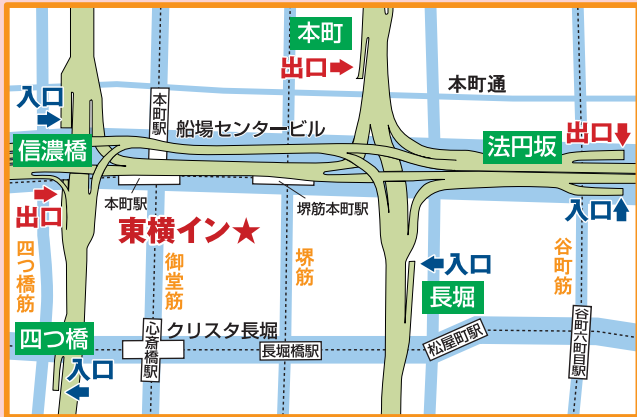 本町
出口
本町通
入口
本町駅
船場センタービル
出口
信濃橋
法円坂
出口
本町駅
堺筋本町駅
入口
東横イン★
四つ橋筋
御堂筋
堺筋
谷町筋
入口
長堀
四つ橋
心斎橋駅
クリスタ長堀
長堀橋駅
松屋町駅
谷町六町目駅
入口